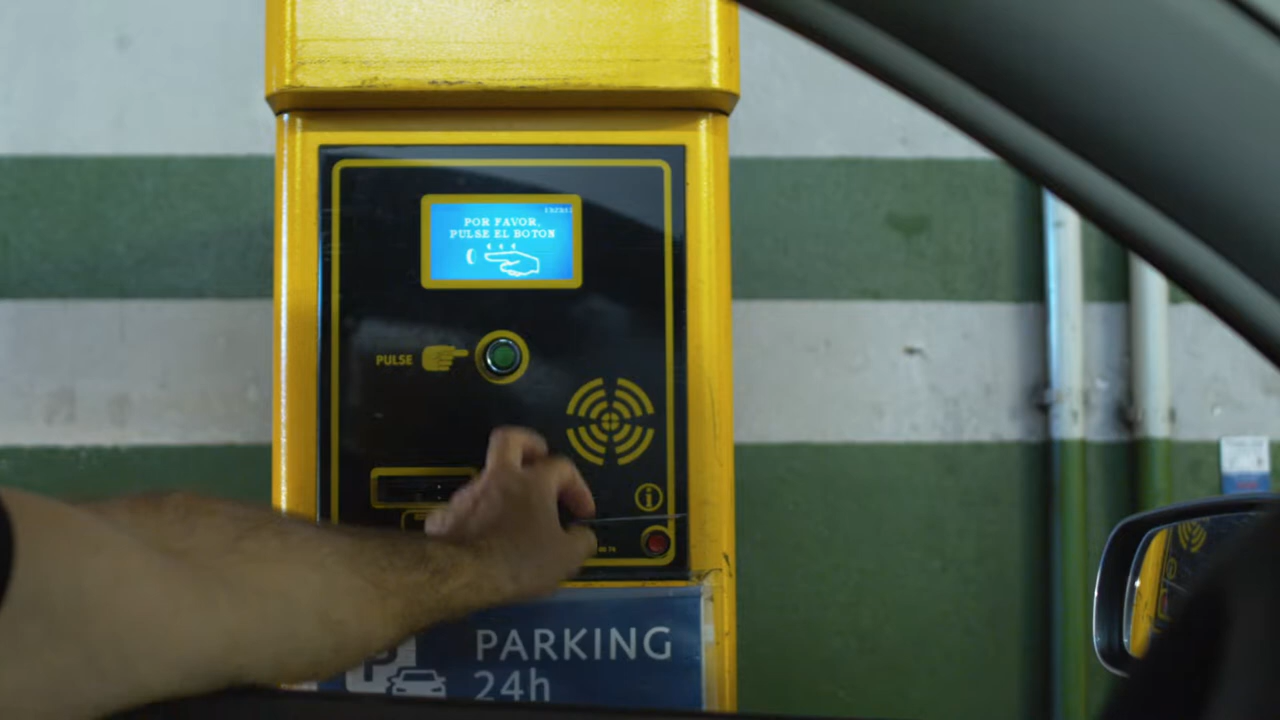 POR FAVOR,
PULSE EL BOTON
PULSE
i
P
PARKING
24h